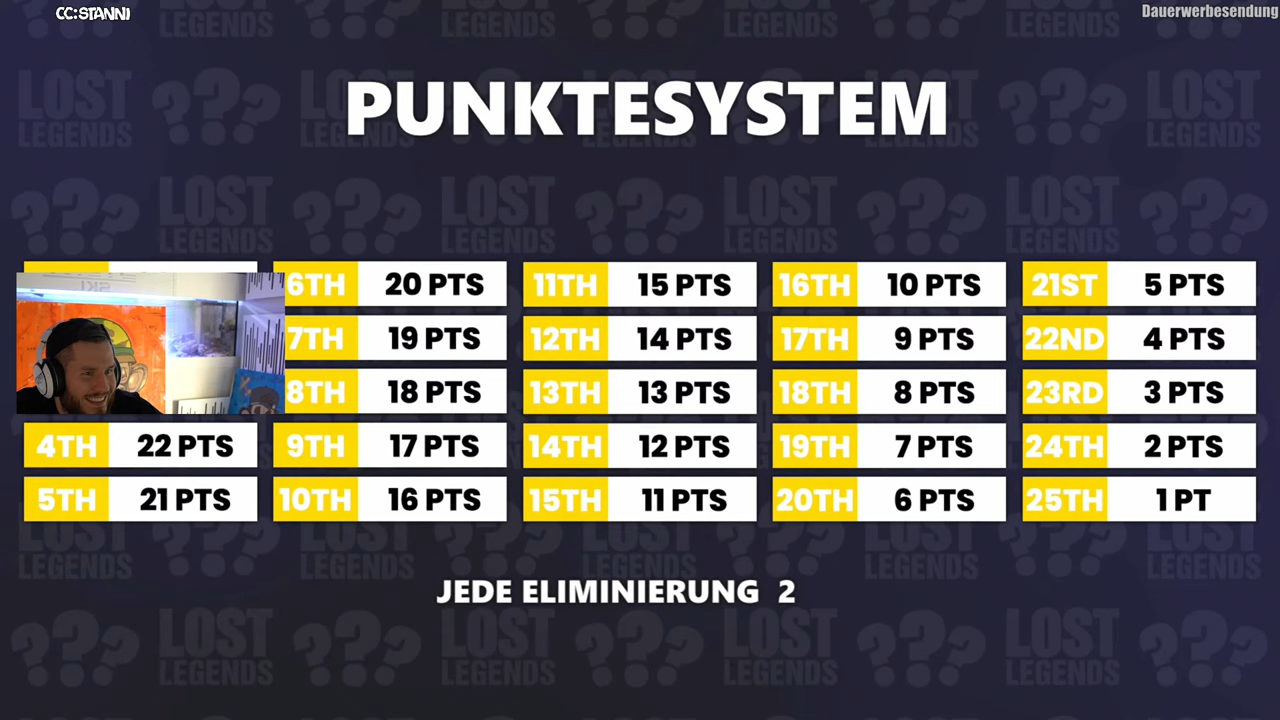 CC:STANNI
Dauerwerbesendung
PUNKTESYSTEM
6TH 20 PTS 11TH 15 PTS 16TH 10 PTS 21ST 5 PTS
7TH 19 PTS 12TH 14 PTS 17TH 9 PTS 22ND 4 PTS
8TH 18 PTS 13TH 13 PTS 18TH 8 PTS 23RD 3 PTS
4TH 22 PTS 9TH 17 PTS 14TH 12 PTS 19TH 7 PTS 24TH 2 PTS
5TH 21 PTS 10TH 16 PTS 15TH 11 PTS 20TH 6 PTS 25TH 1 PT
JEDE ELIMINIERUNG 2
LOST LEGENDS ???